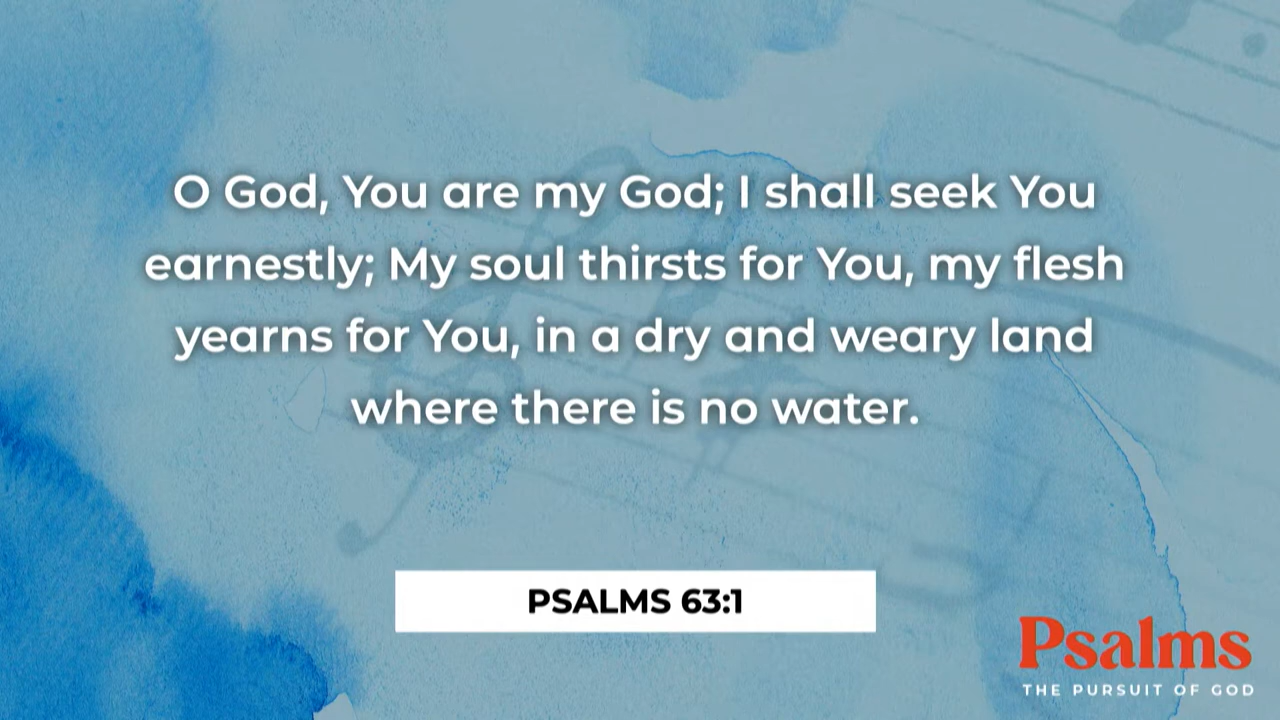 O God, You are my God; I shall seek You
earnestly; My soul thirsts for You, my flesh
yearns for You, in a dry and weary land
where there is no water.
PSALMS 63:1
Psalms
THE PURSUIT OF GOD